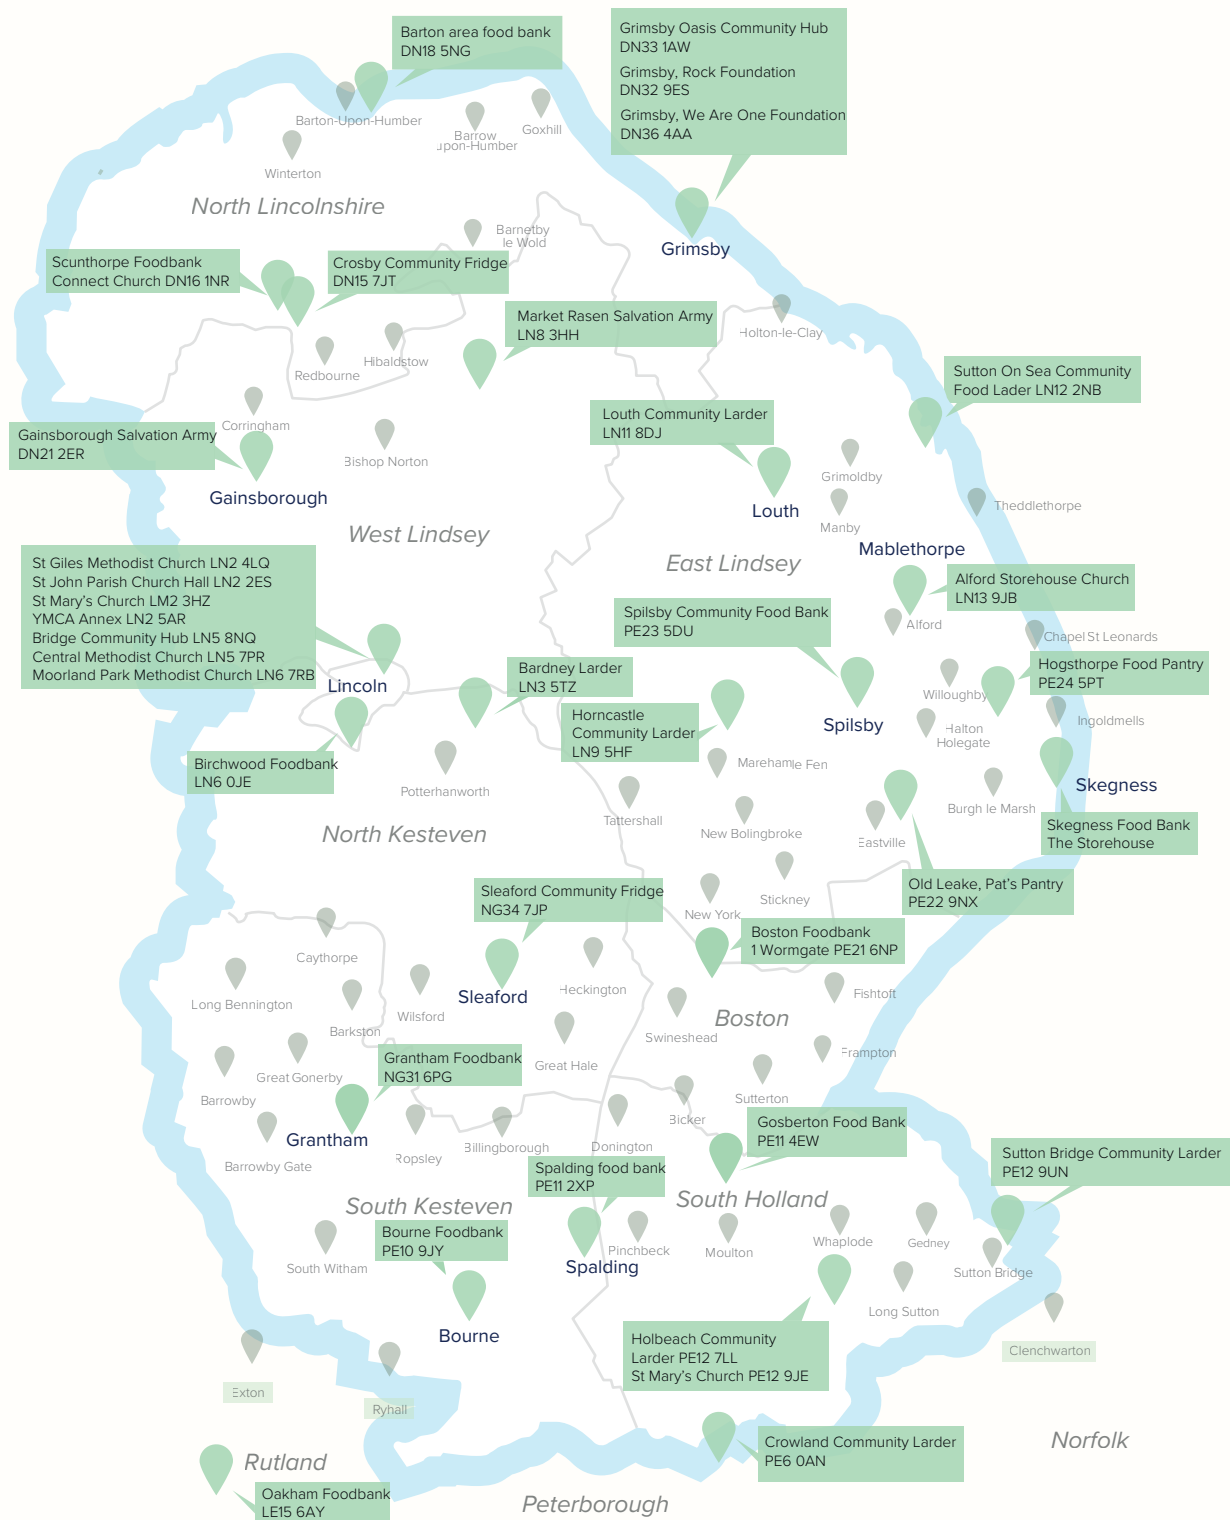 Barton area food bank
DN18 5NG
Grimsby Oasis Community Hub
DN33 1AW
Grimsby, Rock Foundation
DN32 9ES
Grimsby, We Are One Foundation
DN36 4AA
Barton-Upon-Humber
Barrow
upon-Humber
Goxhill
Winterton
North Lincolnshire
Barnetby
le Wold
Grimsby
Scunthorpe Foodbank
Connect Church DN16 1NR
Crosby Community Fridge
DN15 7JT
Market Rasen Salvation Army
LN8 3HH
Holton-le-Clay
Redbourne
Hibaldstow
Sutton On Sea Community
Food Lader LN12 2NB
Louth Community Larder
LN11 8DJ
Corringham
Gainsborough Salvation Army
DN21 2ER
Bishop Norton
Grimoldby
Gainsborough
Louth
Manby
Theddlethorpe
West Lindsey
East Lindsey
Mablethorpe
St Giles Methodist Church LN2 4LQ
St John Parish Church Hall LN2 2ES
St Mary's Church LM2 3HZ
YMCA Annex LN2 5AR
Bridge Community Hub LN5 8NQ
Central Methodist Church LN5 7PR
Moorland Park Methodist Church LN6 7RB
Alford Storehouse Church
LN13 9JB
Spilsby Community Food Bank
PE23 5DU
Alford
Chapel St Leonards
Lincoln
Bardney Larder
LN3 5TZ
Hogsthorpe Food Pantry
PE24 5PT
Willoughby
Horncastle
Community Larder
LN9 5HF
Spilsby
Halton
Holegate
Ingoldmells
Birchwood Foodbank
LN6 0JE
Mareham le Fen
Potterhanworth
Skegness
Tattershall
New Bolingbroke
Burgh le Marsh
North Kesteven
Eastville
Skegness Food Bank
The Storehouse
Sleaford Community Fridge
NG34 7JP
Stickney
Old Leake, Pat's Pantry
PE22 9NX
New York
Boston Foodbank
1 Wormgate PE21 6NP
Caythorpe
Long Bennington
Sleaford
Heckington
Fishtoft
Wilsford
Barkston
Boston
Swineshead
Grantham Foodbank
NG31 6PG
Great Hale
Frampton
Great Gonerby
Barrowby
Sutterton
Grantham
Bicker
Gosberton Food Bank
PE11 4EW
Ropsley
Billingborough
Donington
Barrowby Gate
Sutton Bridge Community Larder
PE12 9UN
Spalding food bank
PE11 2XP
South Kesteven
South Holland
Bourne Foodbank
PE10 9JY
Pinchbeck
Moulton
Whaplode
Gedney
South Witham
Spalding
Sutton Bridge
Long Sutton
Bourne
Holbeach Community
Larder PE12 7LL
St Mary's Church PE12 9JE
Clenchwarton
Exton
Ryhall
Crowland Community Larder
PE6 0AN
Norfolk
Rutland
Oakham Foodbank
LE15 6AY
Peterborough